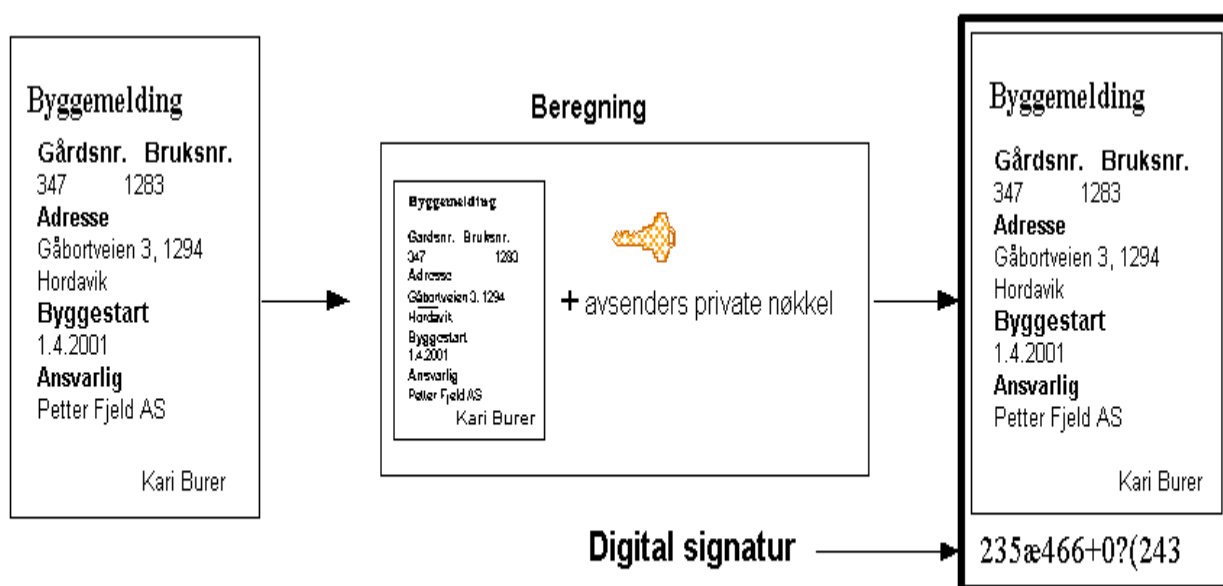 Byggemelding
Gårdsnr. Bruksnr.
347 1283
Adresse
Gåbortveien 3, 1294
Hordavik
Byggestart
1.4.2001
Ansvarlig
Petter Fjeld AS
Kari Burer
Beregning
Byggemelding
Gardsnr. Bruksnr.
347 1283
Adresse
Gåbortveien 3, 1294
Hordavik
Byggestart
1.4.2001
Ansvarlig
Petter Fjeld AS
Kari Burer
+ avsenders private nøkkel
Byggemelding
Gårdsnr. Bruksnr.
347 1283
Adresse
Gåbortveien 3, 1294
Hordavik
Byggestart
1.4.2001
Ansvarlig
Petter Fjeld AS
Kari Burer
Digital signatur
235æ466+0?(243